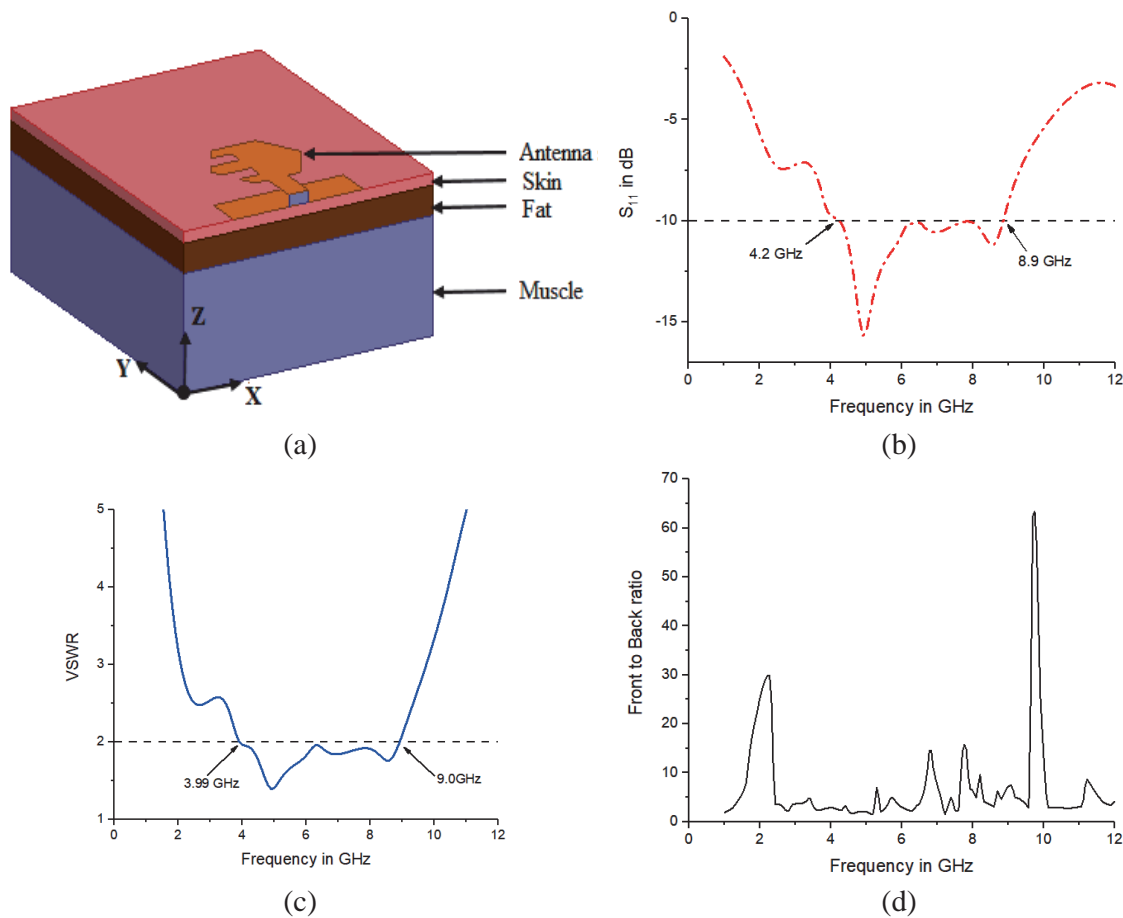 Antenna
Skin
Fat
Muscle
Z
Y
X
(a)
0
-5
-10
-15
S11 in dB
4.2 GHz
8.9 GHz
0 2 4 6 8 10 12
Frequency in GHz
(b)
5
4
3
2
1
VSWR
3.99 GHz
9.0GHz
0 2 4 6 8 10 12
Frequency in GHz
(c)
70
60
50
40
30
20
10
0
Front to Back ratio
0 2 4 6 8 10 12
Frequency in GHz
(d)